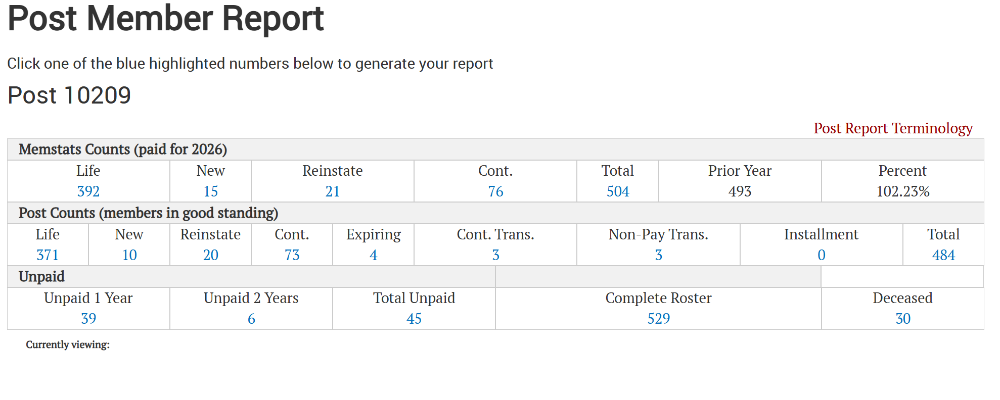 Post Member Report
Click one of the blue highlighted numbers below to generate your report
Post 10209
Post Report Terminology
Memstats Counts (paid for 2026)
Life New Reinstate Cont. Total Prior Year Percent
392 15 21 76 504 493 102.23%
Post Counts (members in good standing)
Life New Reinstate Cont. Expiring Cont. Trans. Non-Pay Trans. Installment Total
371 10 20 73 4 3 3 0 484
Unpaid
Unpaid 1 Year Unpaid 2 Years Total Unpaid Complete Roster Deceased
39 6 45 529 30
Currently viewing: